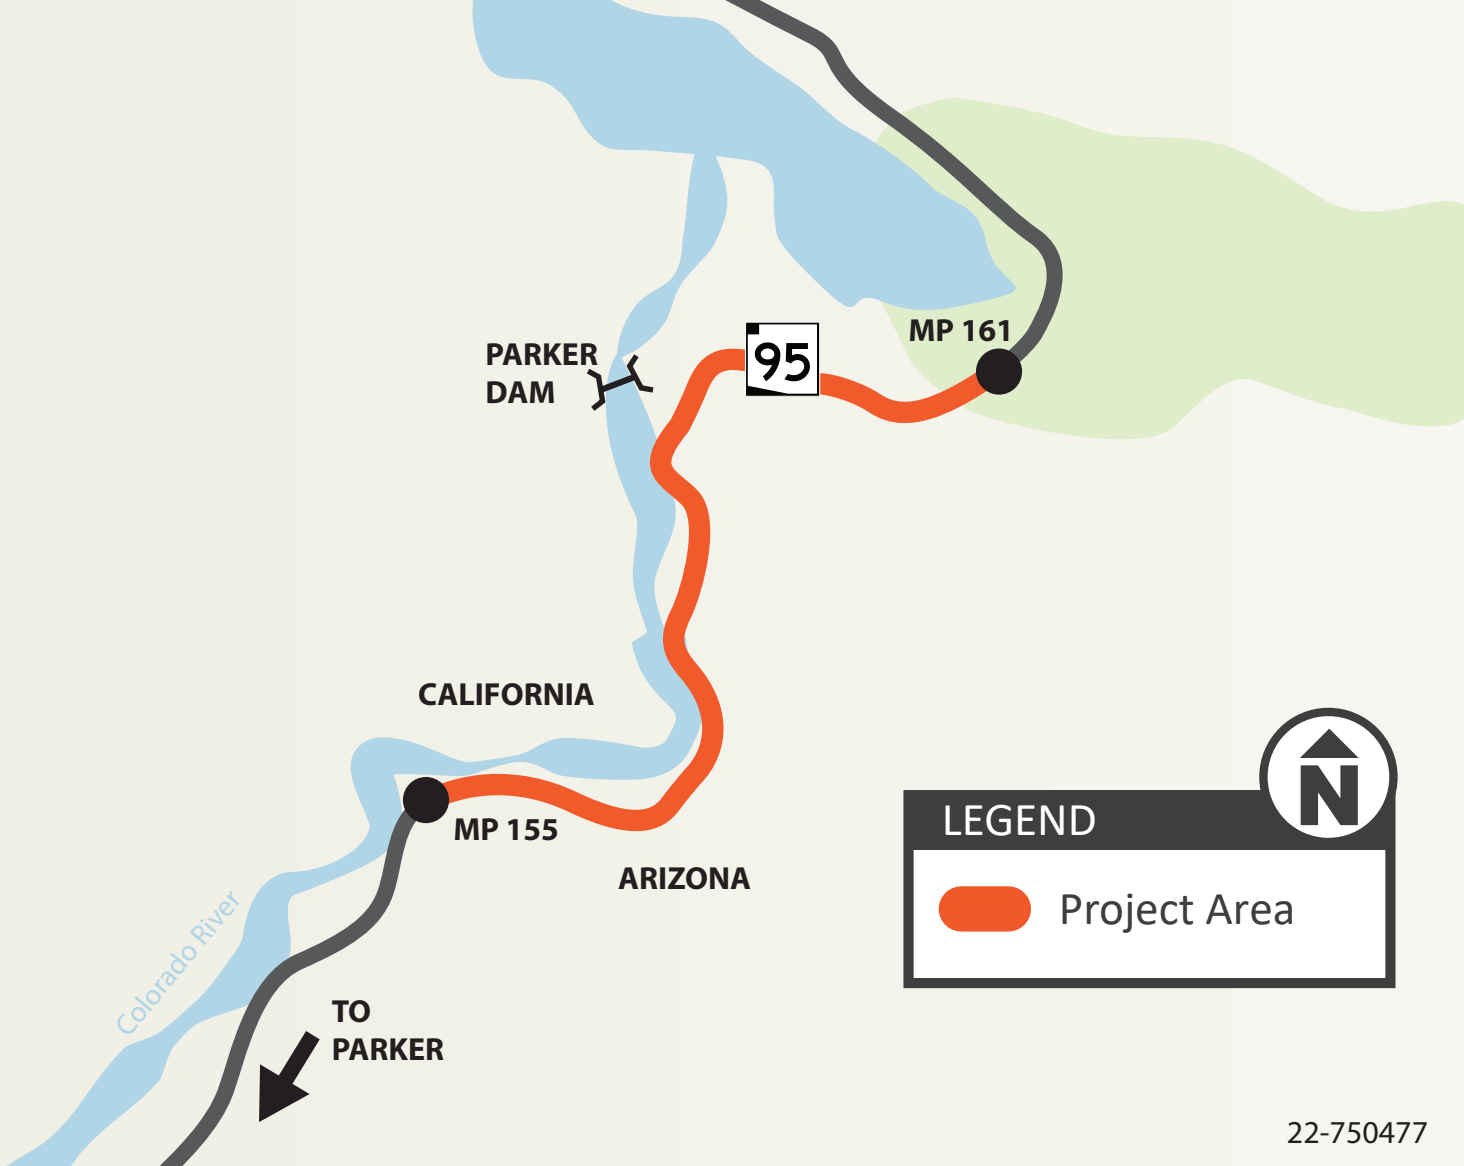 MP 161
95
PARKER
DAM
CALIFORNIA
MP 155
ARIZONA
Colorado River
TO
PARKER
N
LEGEND
Project Area
22-750477